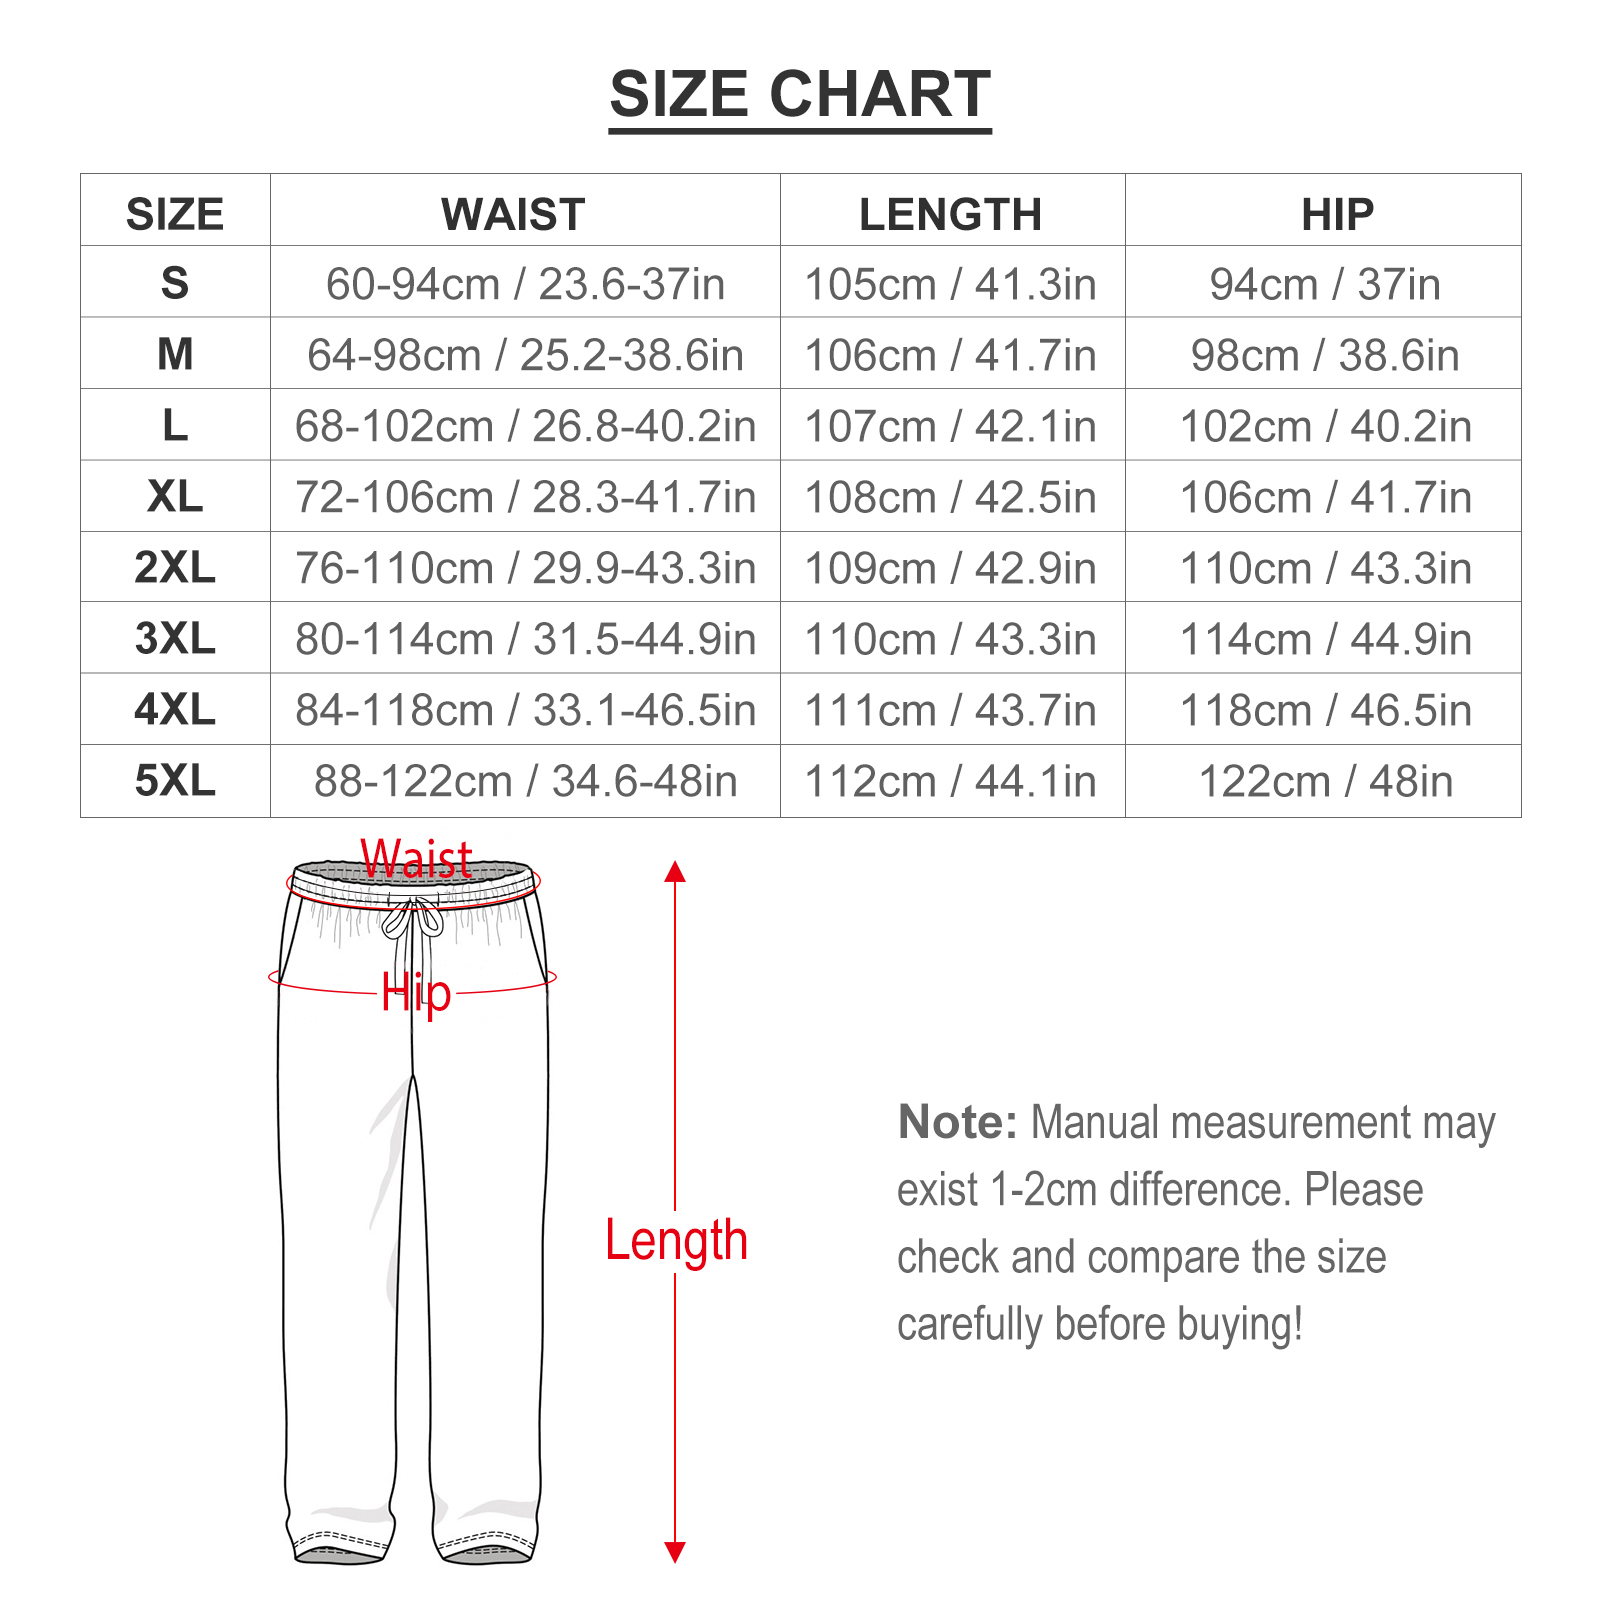 SIZE CHART
SIZE WAIST LENGTH HIP
S 60-94cm / 23.6-37in 105cm / 41.3in 94cm / 37in
M 64-98cm / 25.2-38.6in 106cm / 41.7in 98cm / 38.6in
L 68-102cm / 26.8-40.2in 107cm / 42.1in 102cm / 40.2in
XL 72-106cm / 28.3-41.7in 108cm / 42.5in 106cm / 41.7in
2XL 76-110cm / 29.9-43.3in 109cm / 42.9in 110cm / 43.3in
3XL 80-114cm / 31.5-44.9in 110cm / 43.3in 114cm / 44.9in
4XL 84-118cm / 33.1-46.5in 111cm / 43.7in 118cm / 46.5in
5XL 88-122cm / 34.6-48in 112cm / 44.1in 122cm / 48in
Waist
Hip
Length
Note: Manual measurement may
exist 1-2cm difference. Please
check and compare the size
carefully before buying!